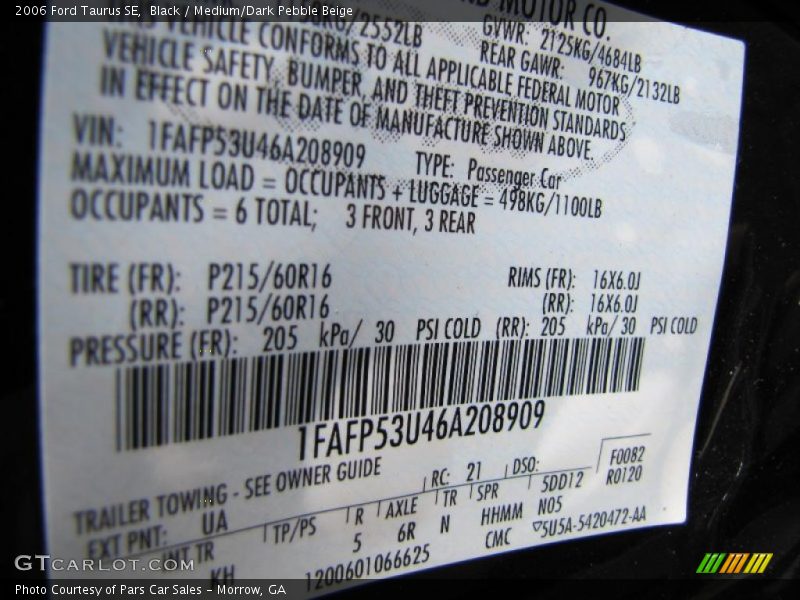 2006 Ford Taurus SE, Black / Medium/Dark Pebble Beige
MOTOR CO.
/2552LB GVWR: 2125KG/4684LB
REAR GAWR: 967KG/2132LB
VEHICLE CONFORMS TO ALL APPLICABLE FEDERAL MOTOR
VEHICLE SAFETY, BUMPER, AND THEFT PREVENTION STANDARDS
IN EFFECT ON THE DATE OF MANUFACTURE SHOWN ABOVE.
VIN: 1FAFP53U46A208909 TYPE: Passenger Car
MAXIMUM LOAD = OCCUPANTS + LUGGAGE = 498KG/1100LB
OCCUPANTS = 6 TOTAL; 3 FRONT, 3 REAR
TIRE (FR): P215/60R16 RIMS (FR): 16X6.0J
(RR): P215/60R16 (RR): 16X6.0J
PRESSURE (FR): 205 kPa/ 30 PSI COLD (RR): 205 kPa/ 30 PSI COLD
1FAFP53U46A208909
TRAILER TOWING - SEE OWNER GUIDE RC: 21 DSO: F0082
EXT PNT: UA 5DD12 R0120
INT TR TP/PS R AXLE TR SPR N05
KH 5 6R N HHMM ▽5U5A-5420472-AA
1200601066625 CMC
GTCARLOT.COM
Photo Courtesy of Pars Car Sales - Morrow, GA